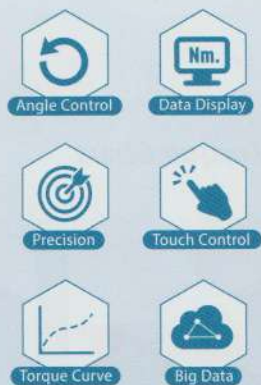 Nm.
Angle Control
Data Display
Precision
Touch Control
Torque Curve
Big Data